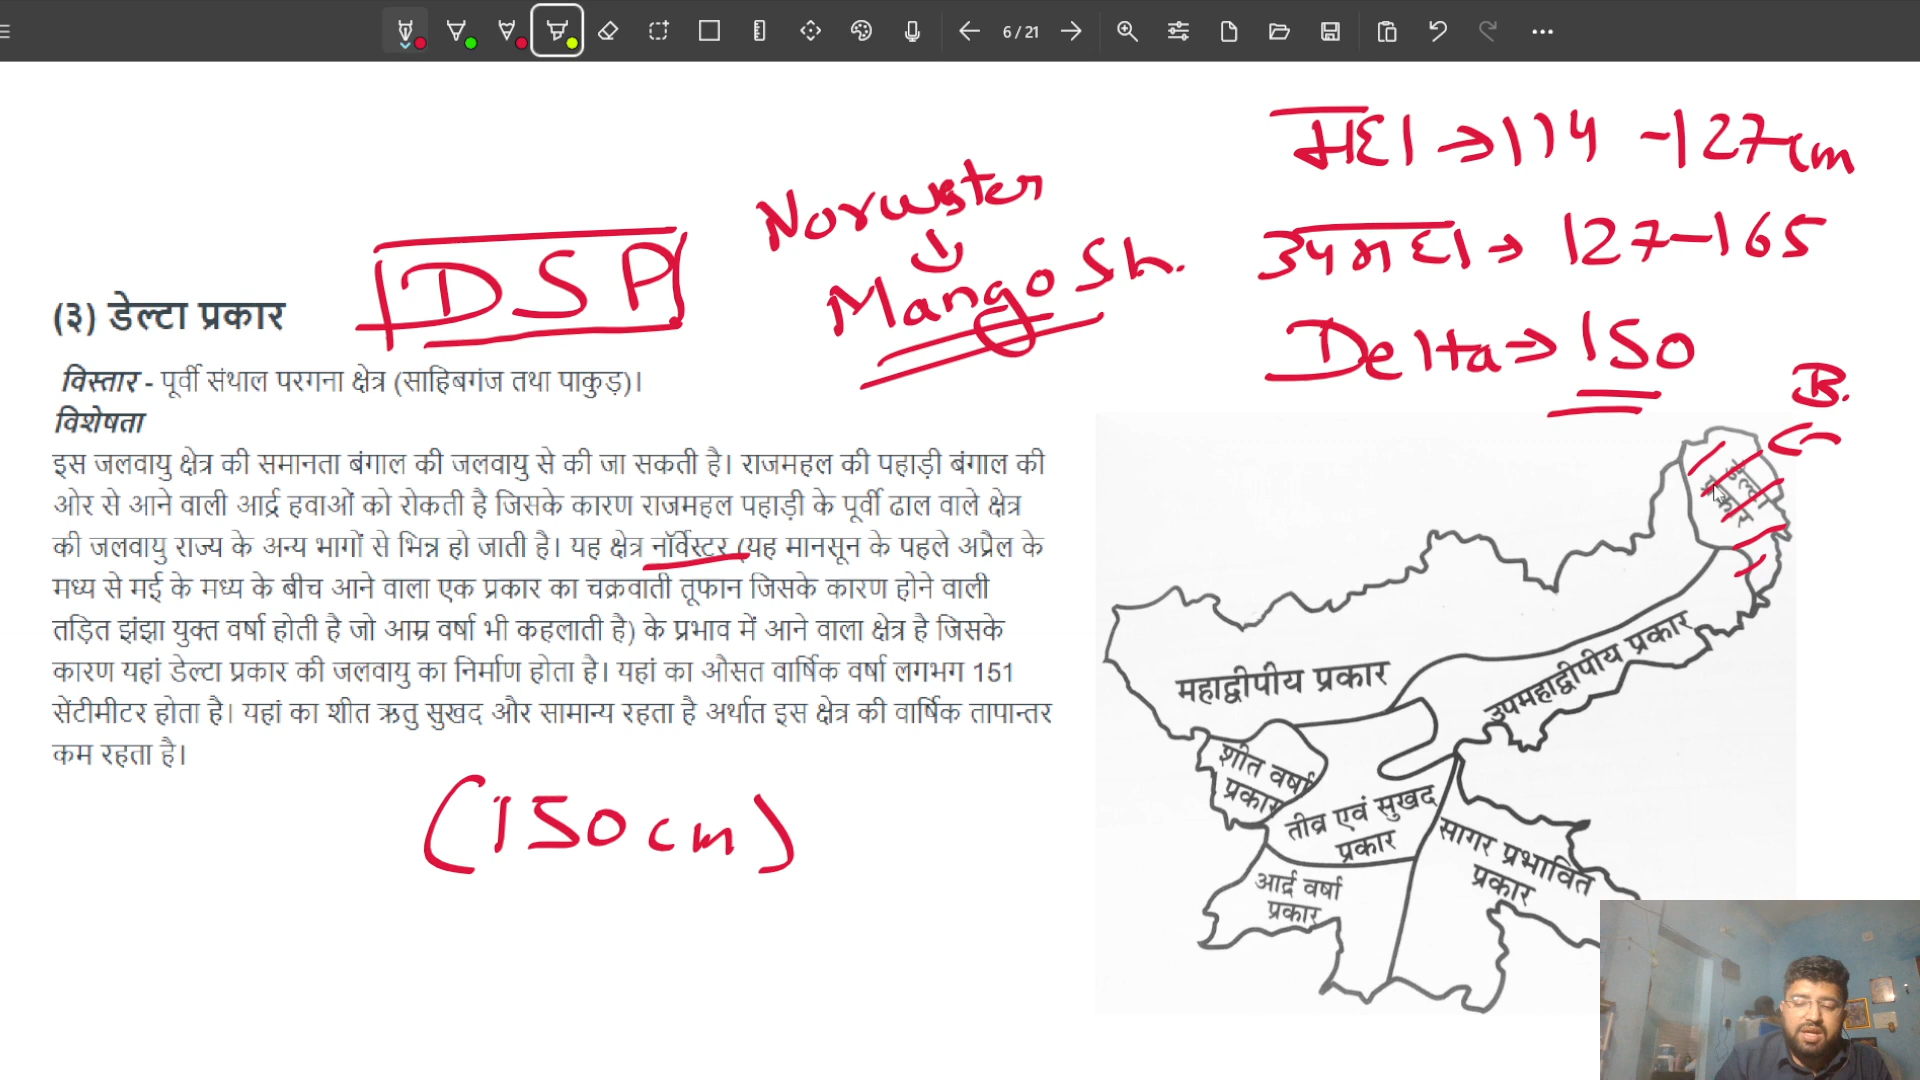 6 / 21
महा → 114 - 127 cm
Norwester
उपमहा → 127 - 165
Mango Sh.
DSP
(३) डेल्टा प्रकार
Delta → 150
B.
विस्तार - पूर्वी संथाल परगना क्षेत्र (साहिबगंज तथा पाकुड़)।
विशेषता
इस जलवायु क्षेत्र की समानता बंगाल की जलवायु से की जा सकती है। राजमहल की पहाड़ी बंगाल की
ओर से आने वाली आर्द्र हवाओं को रोकती है जिसके कारण राजमहल पहाड़ी के पूर्वी ढाल वाले क्षेत्र
की जलवायु राज्य के अन्य भागों से भिन्न हो जाती है। यह क्षेत्र नॉर्वेस्टर (यह मानसून के पहले अप्रैल के
मध्य से मई के मध्य के बीच आने वाला एक प्रकार का चक्रवाती तूफान जिसके कारण होने वाली
तड़ित झंझा युक्त वर्षा होती है जो आम्र वर्षा भी कहलाती है) के प्रभाव में आने वाला क्षेत्र है जिसके
कारण यहां डेल्टा प्रकार की जलवायु का निर्माण होता है। यहां का औसत वार्षिक वर्षा लगभग 151
सेंटीमीटर होता है। यहां का शीत ऋतु सुखद और सामान्य रहता है अर्थात इस क्षेत्र की वार्षिक तापान्तर
कम रहता है।
(150 cm)
डेल्टा
प्रकार
महाद्वीपीय प्रकार
उपमहाद्वीपीय प्रकार
शीत वर्षा
प्रकार
तीव्र एवं सुखद
प्रकार
सागर प्रभावित
प्रकार
आर्द्र वर्षा
प्रकार